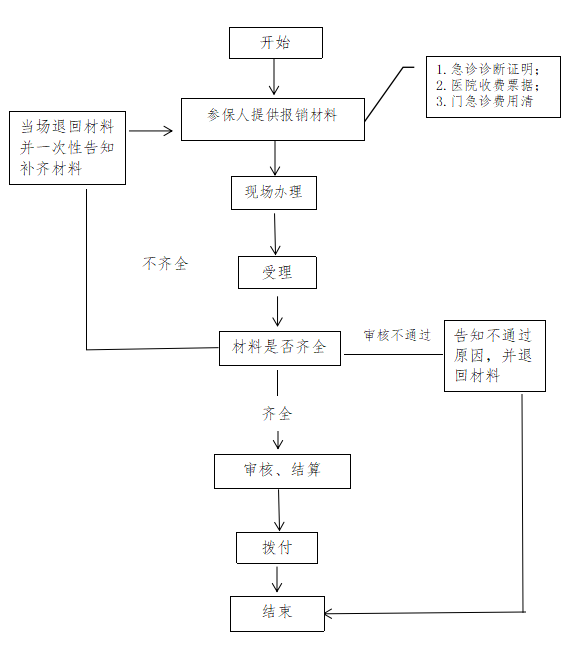 开始
1. 急诊诊断证明；
2. 医院收费票据；
3. 门急诊费用清
参保人提供报销材料
当场退回材料
并一次性告知
补齐材料
现场办理
不齐全
受理
材料是否齐全
审核不通过
告知不通过
原因，并退
回材料
齐全
审核、结算
拨付
结束